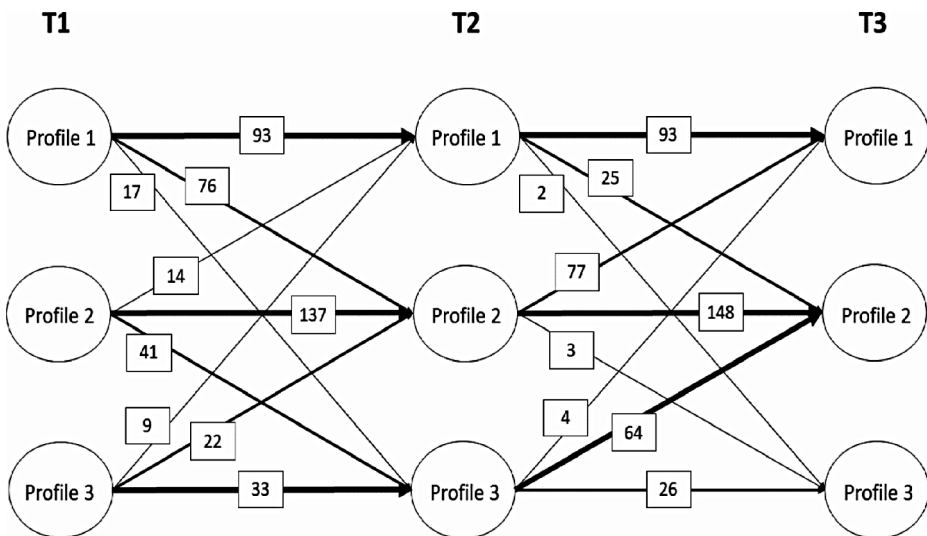 T1 T2 T3
Profile 1 93 Profile 1 93 Profile 1
17 76 2 25
14 77
Profile 2 137 Profile 2 148 Profile 2
41 3
9 22 4 64
Profile 3 33 Profile 3 26 Profile 3